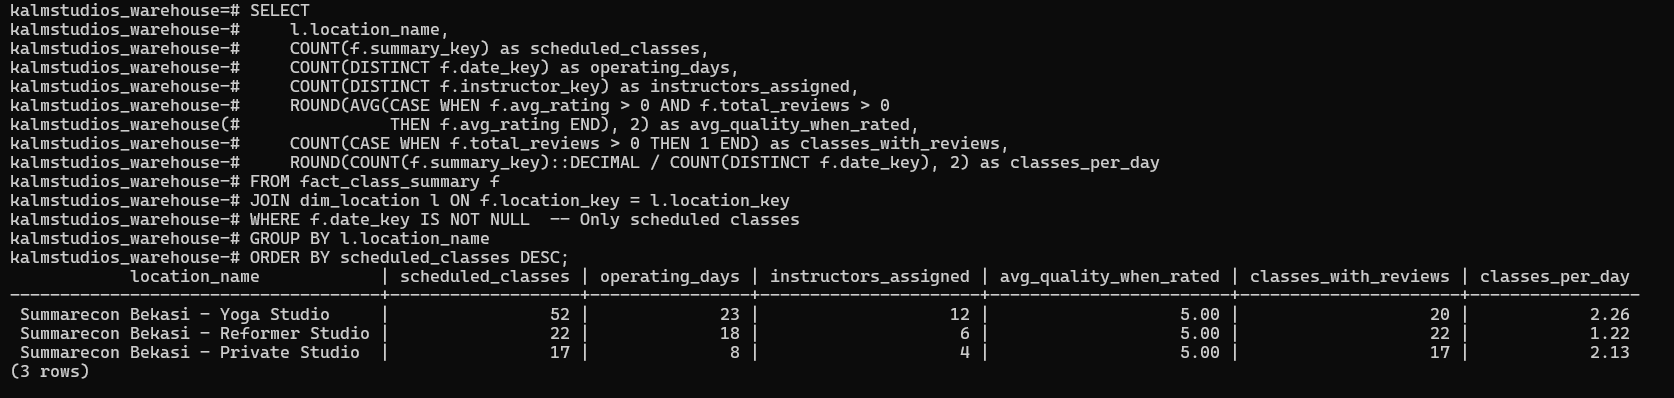 kalmstudios_warehouse=# SELECT
kalmstudios_warehouse-#     l.location_name,
kalmstudios_warehouse-#     COUNT(f.summary_key) as scheduled_classes,
kalmstudios_warehouse-#     COUNT(DISTINCT f.date_key) as operating_days,
kalmstudios_warehouse-#     COUNT(DISTINCT f.instructor_key) as instructors_assigned,
kalmstudios_warehouse-#     ROUND(AVG(CASE WHEN f.avg_rating > 0 AND f.total_reviews > 0
kalmstudios_warehouse(#               THEN f.avg_rating END), 2) as avg_quality_when_rated,
kalmstudios_warehouse-#     COUNT(CASE WHEN f.total_reviews > 0 THEN 1 END) as classes_with_reviews,
kalmstudios_warehouse-#     ROUND(COUNT(f.summary_key)::DECIMAL / COUNT(DISTINCT f.date_key), 2) as classes_per_day
kalmstudios_warehouse-# FROM fact_class_summary f
kalmstudios_warehouse-# JOIN dim_location l ON f.location_key = l.location_key
kalmstudios_warehouse-# WHERE f.date_key IS NOT NULL  -- Only scheduled classes
kalmstudios_warehouse-# GROUP BY l.location_name
kalmstudios_warehouse-# ORDER BY scheduled_classes DESC;
            location_name            | scheduled_classes | operating_days | instructors_assigned | avg_quality_when_rated | classes_with_reviews | classes_per_day
-------------------------------------+-------------------+----------------+----------------------+------------------------+----------------------+-----------------
 Summarecon Bekasi - Yoga Studio     |                52 |             23 |                   12 |                   5.00 |                   20 |            2.26
 Summarecon Bekasi - Reformer Studio |                22 |             18 |                    6 |                   5.00 |                   22 |            1.22
 Summarecon Bekasi - Private Studio  |                17 |              8 |                    4 |                   5.00 |                   17 |            2.13
(3 rows)